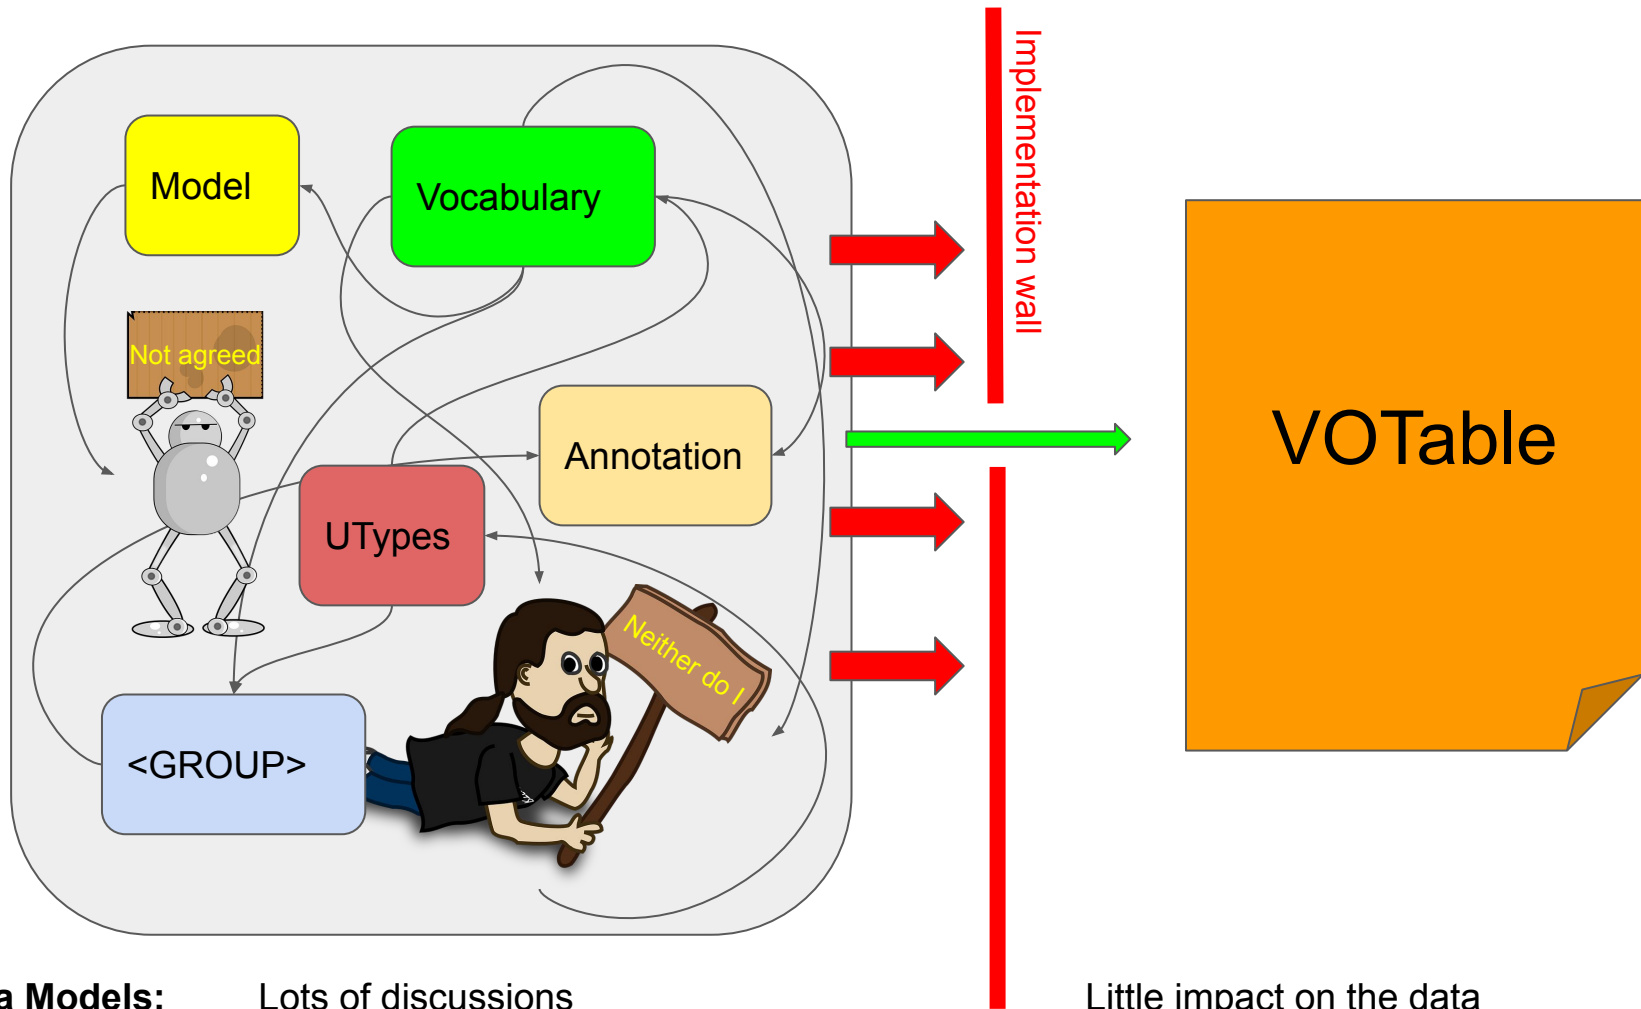 Implementation wall
Model
Vocabulary
Not agreed
Annotation
VOTable
UTypes
Neither do I
<GROUP>
a Models:
Lots of discussions
Little impact on the data